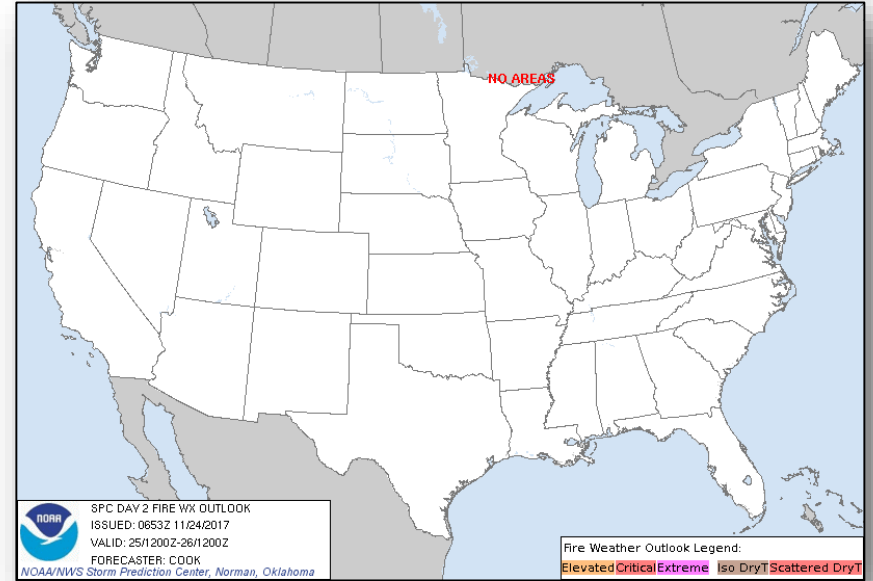 NO AREAS
NOAA
SPC DAY 2 FIRE WX OUTLOOK
ISSUED: 0653Z 11/24/2017
VALID: 25/1200Z-26/1200Z
FORECASTER: COOK
NOAA/NWS Storm Prediction Center, Norman, Oklahoma
Fire Weather Outlook Legend:
Elevated Critical Extreme Iso DryT Scattered DryT